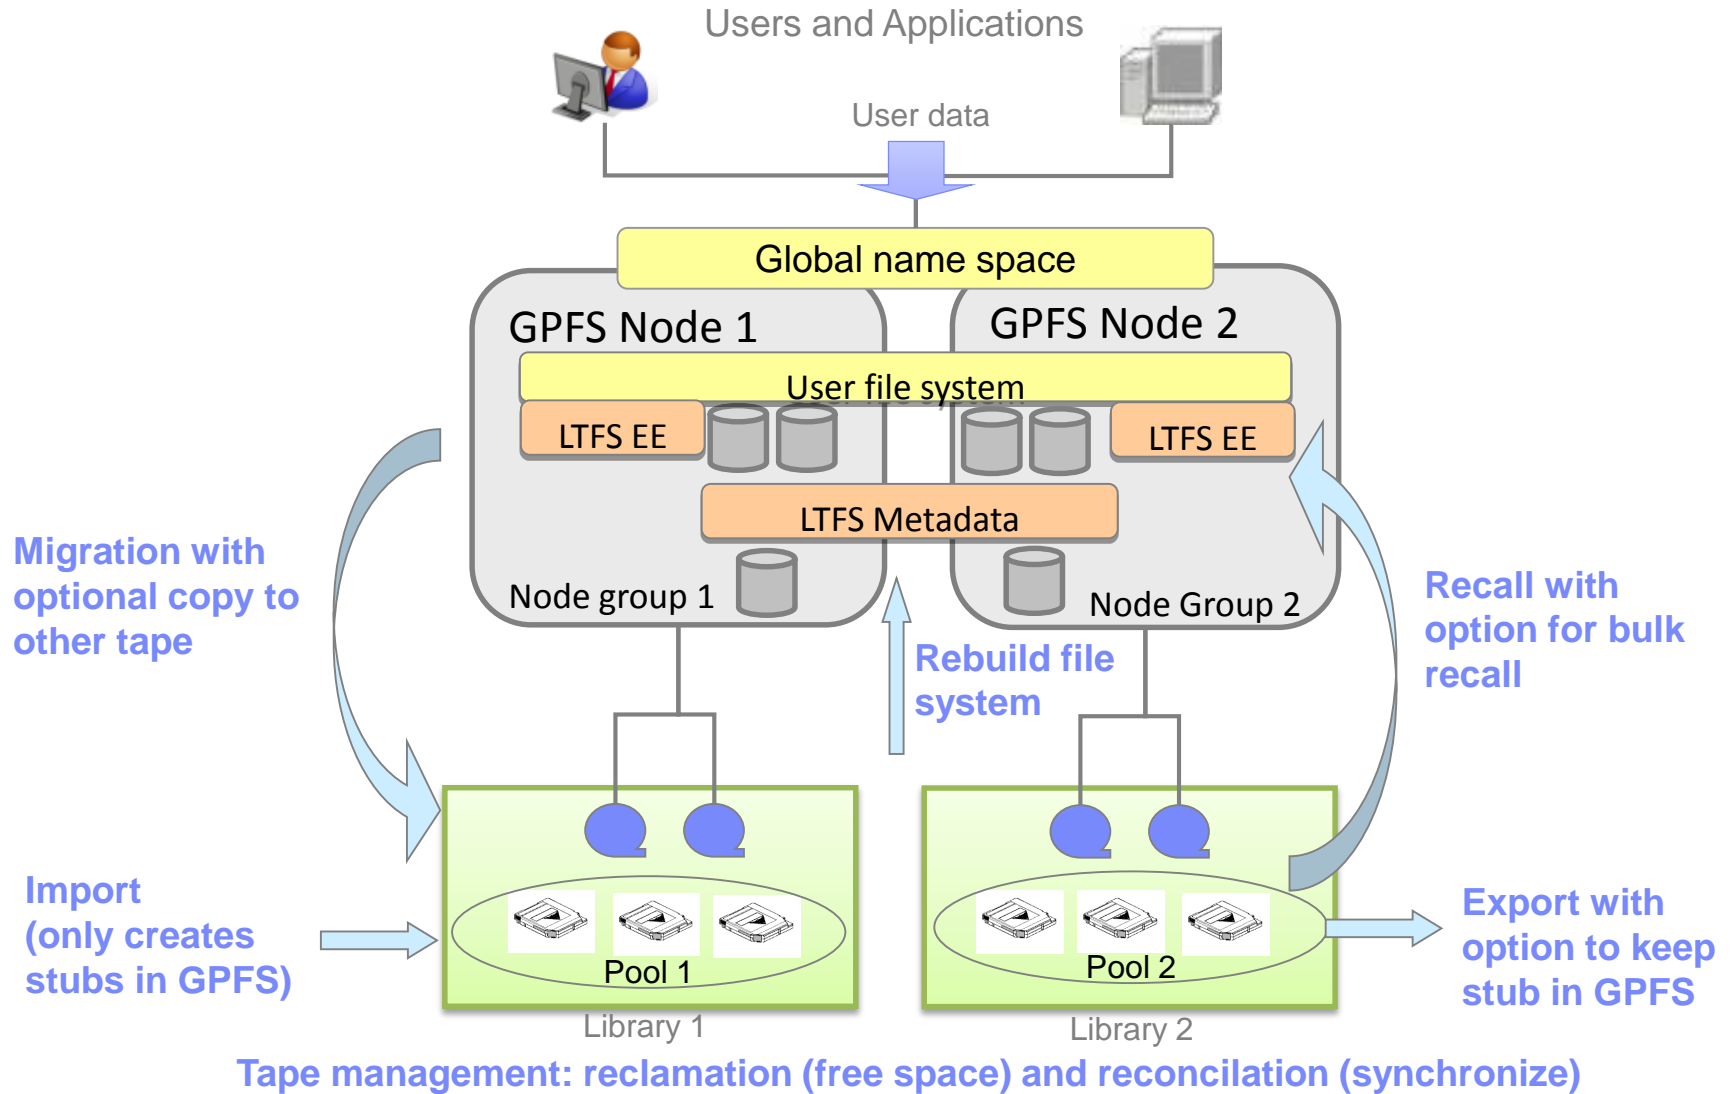 Users and Applications
User data
Global name space
GPFS Node 1
GPFS Node 2
User file system
LTFS EE
LTFS EE
LTFS Metadata
Node group 1
Node Group 2
Migration with
optional copy to
other tape
Recall with
option for bulk
recall
Rebuild file
system
Import
(only creates
stubs in GPFS)
Export with
option to keep
stub in GPFS
Pool 1
Pool 2
Library 1
Library 2
Tape management: reclamation (free space) and reconcilation (synchronize)